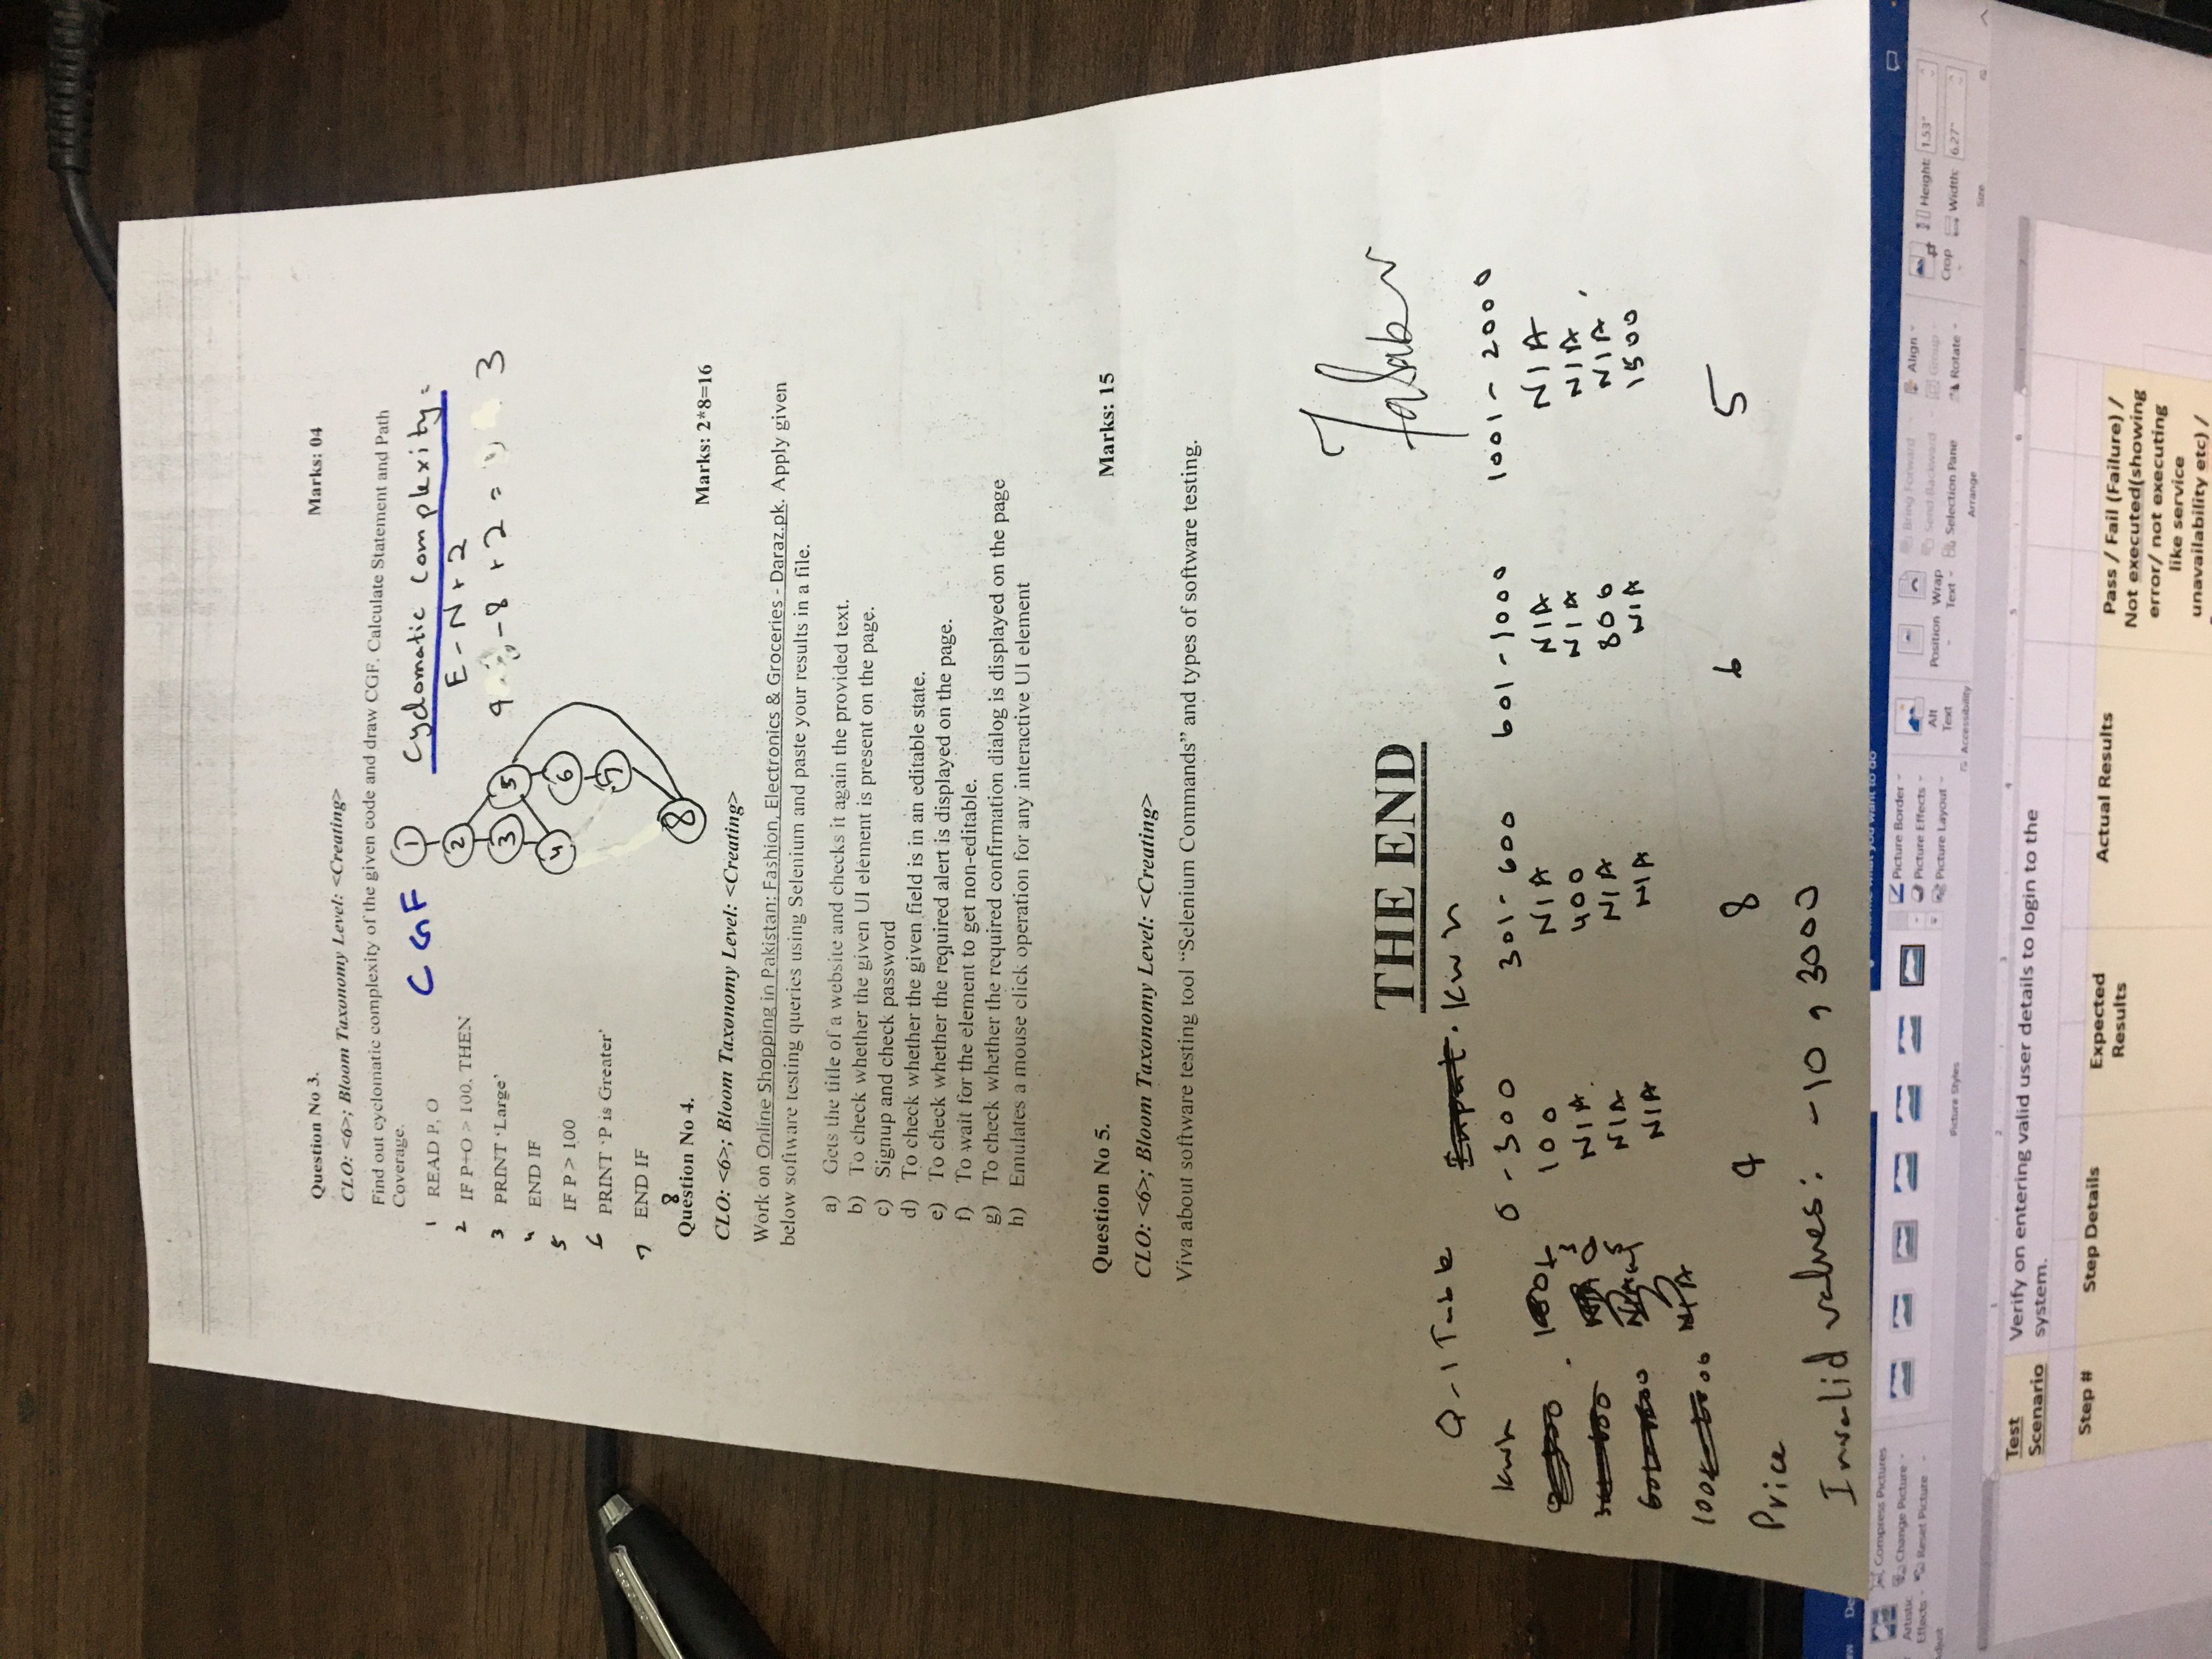 Question No 3. Marks: 04
CLO: <6>; Bloom Taxonomy Level: <Creating>
Find out cyclomatic complexity of the given code and draw CGF. Calculate Statement and Path
Coverage.
CGF
Cyclomatic Complexity:
E-N+2
9 -8 +2 = 3
1 READ P, O
2 IF P+O > 100, THEN
3 PRINT 'Large'
4 END IF
5 IF P > 100
6 PRINT 'P is Greater'
7 END IF
8
1
2
3 5
4 6
7
8
Question No 4. Marks: 2*8=16
CLO: <6>; Bloom Taxonomy Level: <Creating>
Work on Online Shopping in Pakistan: Fashion, Electronics & Groceries - Daraz.pk. Apply given
below software testing queries using Selenium and paste your results in a file.
a) Gets the title of a website and checks it again the provided text.
b) To check whether the given UI element is present on the page.
c) Signup and check password
d) To check whether the given field is in an editable state.
e) To check whether the required alert is displayed on the page.
f) To wait for the element to get non-editable.
g) To check whether the required confirmation dialog is displayed on the page
h) Emulates a mouse click operation for any interactive UI element
Question No 5. Marks: 15
CLO: <6>; Bloom Taxonomy Level: <Creating>
Viva about software testing tool “Selenium Commands” and types of software testing.
THE END
Q-1 Table Input. Kwh
Kwh 0-300 301-600 601-1000 1001-2000
100 N/A N/A N/A
N/A 400 N/A N/A
N/A N/A 800 N/A
N/A N/A N/A 1500
N/A
Price 9 8 6 5
Invalid values: -10, 3000
what you want to do
Compress Pictures
Change Picture
Reset Picture
Artistic
Effects
Adjust
Picture Styles
Picture Border
Picture Effects
Picture Layout
Alt
Text
Accessibility
Position
Wrap
Text
Bring Forward
Send Backward
Selection Pane
Align
Group
Rotate
Arrange
Crop
Height: 1.53"
Width: 6.27"
Size
Test
Scenario
Verify on entering valid user details to login to the
system.
Step # Step Details Expected
Results
Actual Results
Pass / Fail (Failure) /
Not executed(showing
error/ not executing
like service
unavailability etc) /